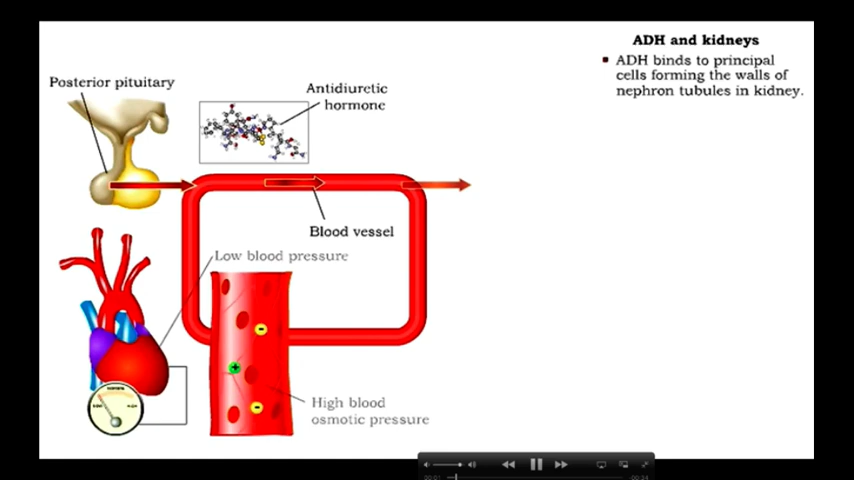 ADH and kidneys
ADH binds to principal
cells forming the walls of
nephron tubules in kidney.
Posterior pituitary
Antidiuretic
hormone
Blood vessel
Low blood pressure
High blood
osmotic pressure